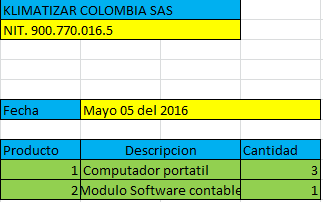 KLIMATIZAR COLOMBIA SAS
NIT. 900.770.016.5
Fecha Mayo 05 del 2016
Producto Descripcion Cantidad
1 Computador portatil 3
2 Modulo Software contable 1